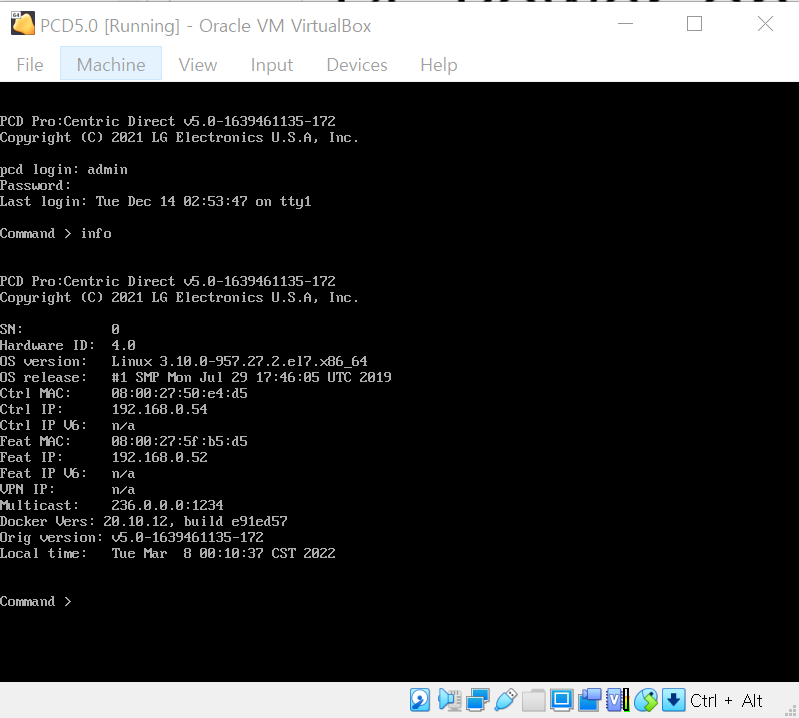 PCD5.0 [Running] - Oracle VM VirtualBox
File Machine View Input Devices Help
PCD Pro:Centric Direct v5.0-1639461135-172
Copyright (C) 2021 LG Electronics U.S.A, Inc.
pcd login: admin
Password:
Last login: Tue Dec 14 02:53:47 on tty1
Command > info
PCD Pro:Centric Direct v5.0-1639461135-172
Copyright (C) 2021 LG Electronics U.S.A, Inc.
SN: 0
Hardware ID: 4.0
OS version: Linux 3.10.0-957.27.2.el7.x86_64
OS release: #1 SMP Mon Jul 29 17:46:05 UTC 2019
Ctrl MAC: 08:00:27:50:e4:d5
Ctrl IP: 192.168.0.54
Ctrl IP V6: n/a
Feat MAC: 08:00:27:5f:b5:d5
Feat IP: 192.168.0.52
Feat IP V6: n/a
VPN IP: n/a
Multicast: 236.0.0.0:1234
Docker Vers: 20.10.12, build e91ed57
Orig version: v5.0-1639461135-172
Local time: Tue Mar 8 00:10:37 CST 2022
Command >
Ctrl + Alt